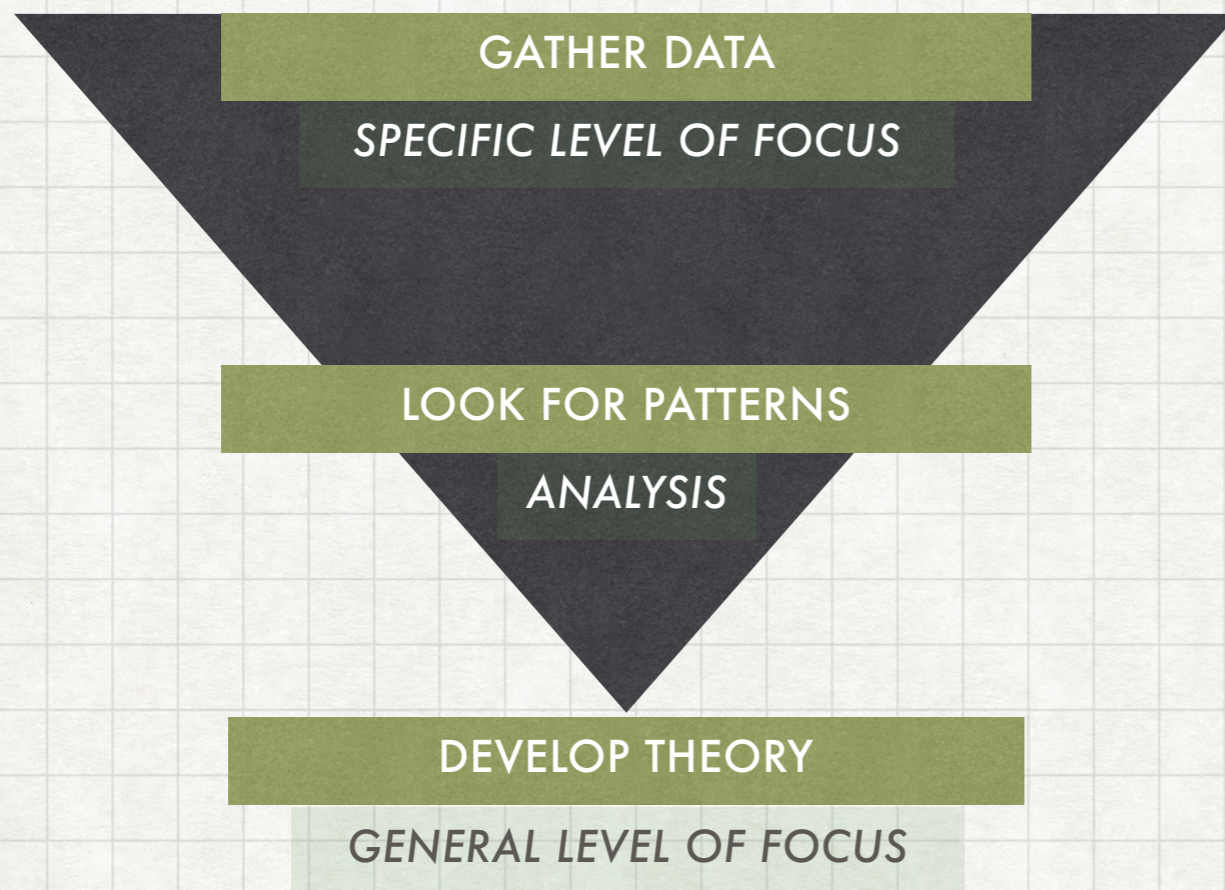 GATHER DATA
SPECIFIC LEVEL OF FOCUS
LOOK FOR PATTERNS
ANALYSIS
DEVELOP THEORY
GENERAL LEVEL OF FOCUS